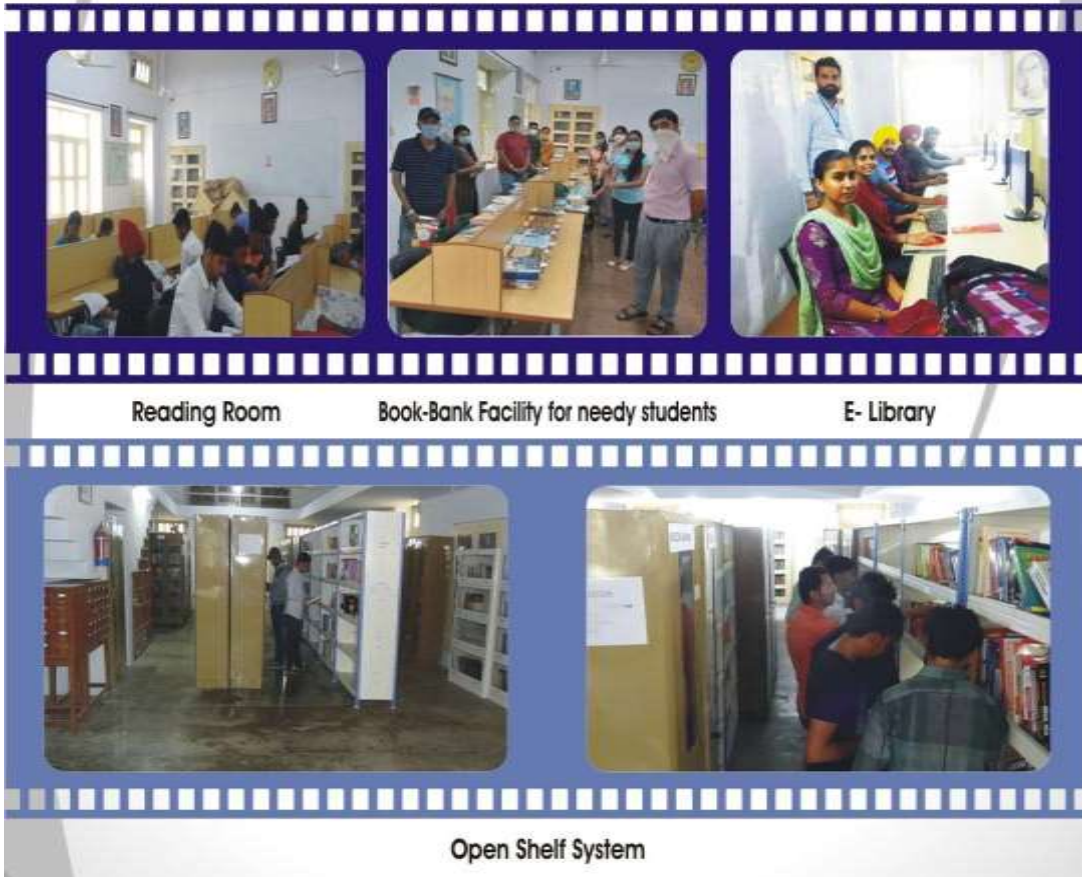 Reading Room
Book-Bank Facility for needy students
E- Library
Open Shelf System